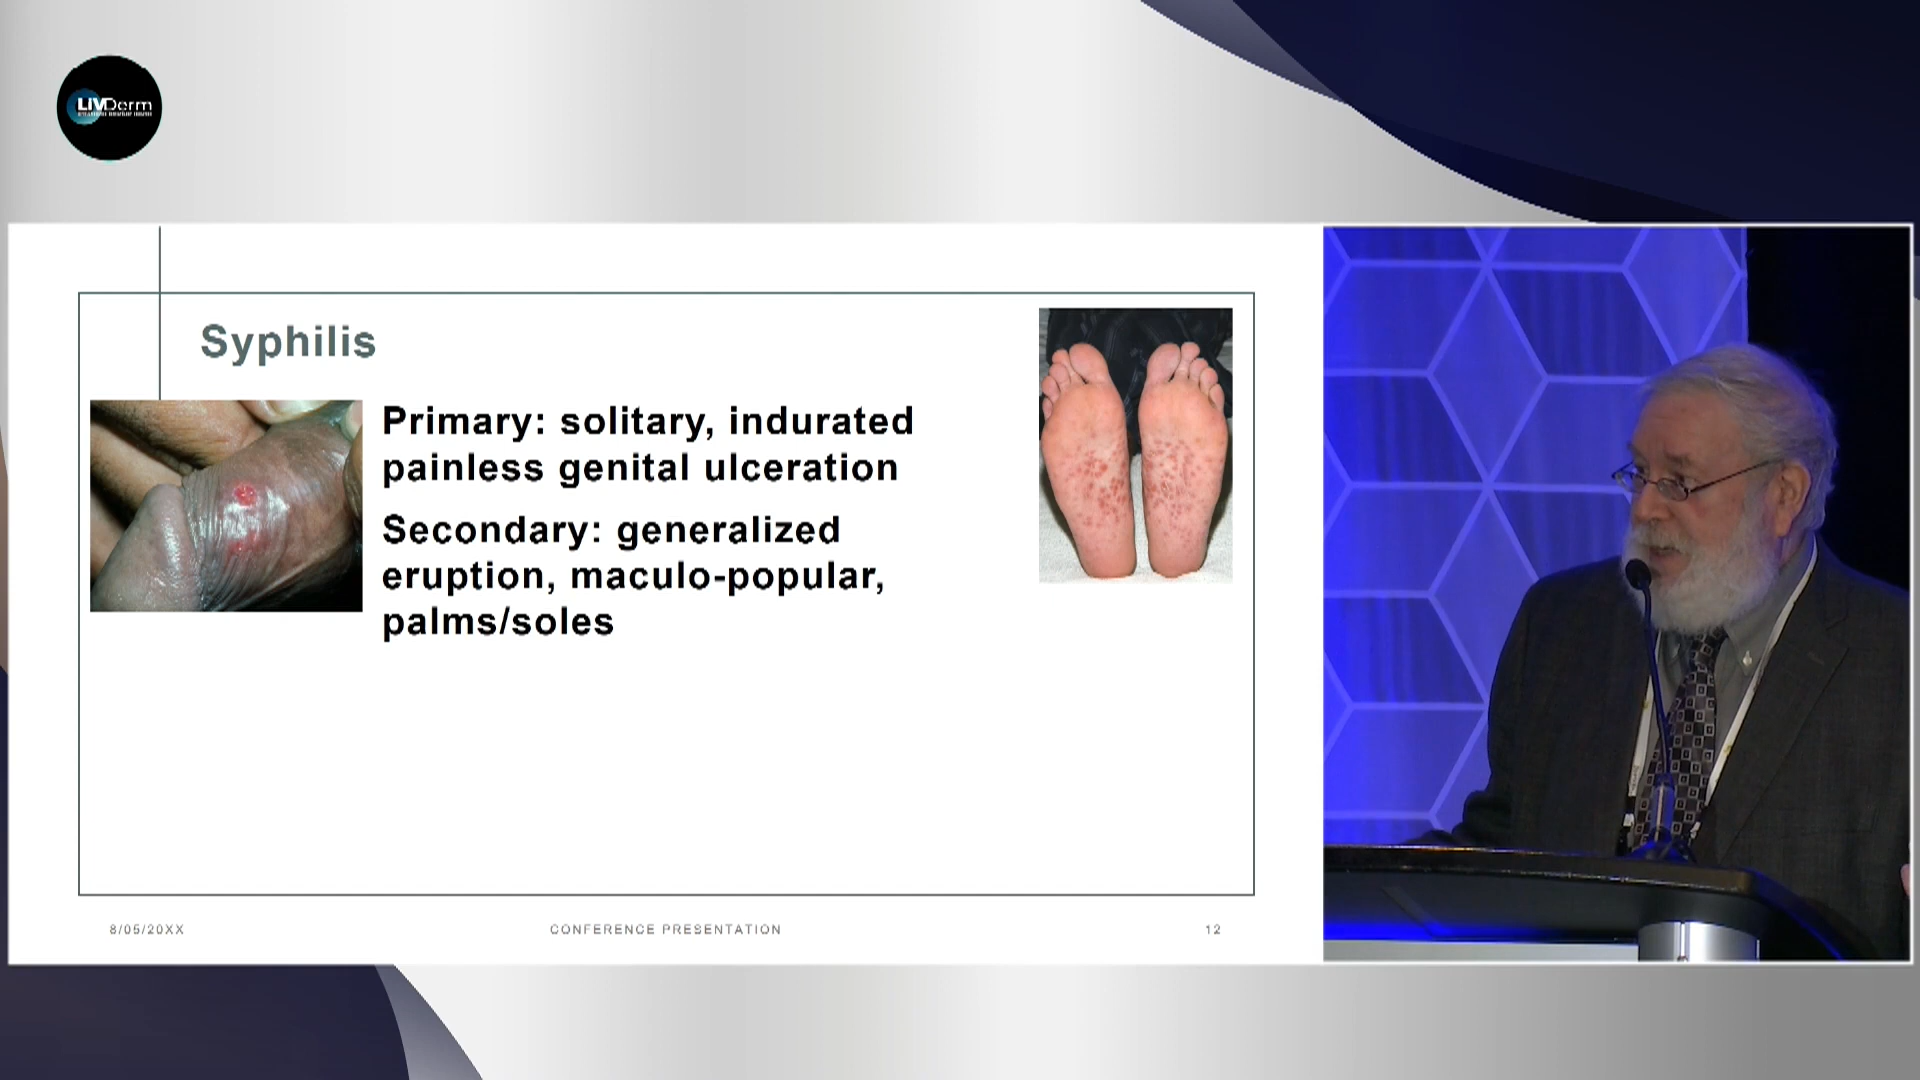 LIVDerm
Syphilis
Primary: solitary, indurated
painless genital ulceration
Secondary: generalized
eruption, maculo-popular,
palms/soles
8/05/20XX
CONFERENCE PRESENTATION
12